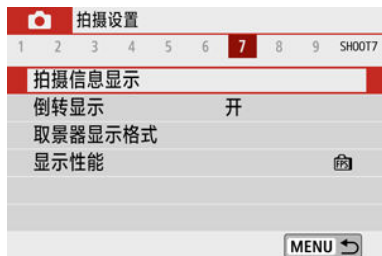 拍摄设置
1 2 3 4 5 6 7 8 9 SHOOT7
拍摄信息显示
倒转显示 开
取景器显示格式
显示性能 FPS
MENU